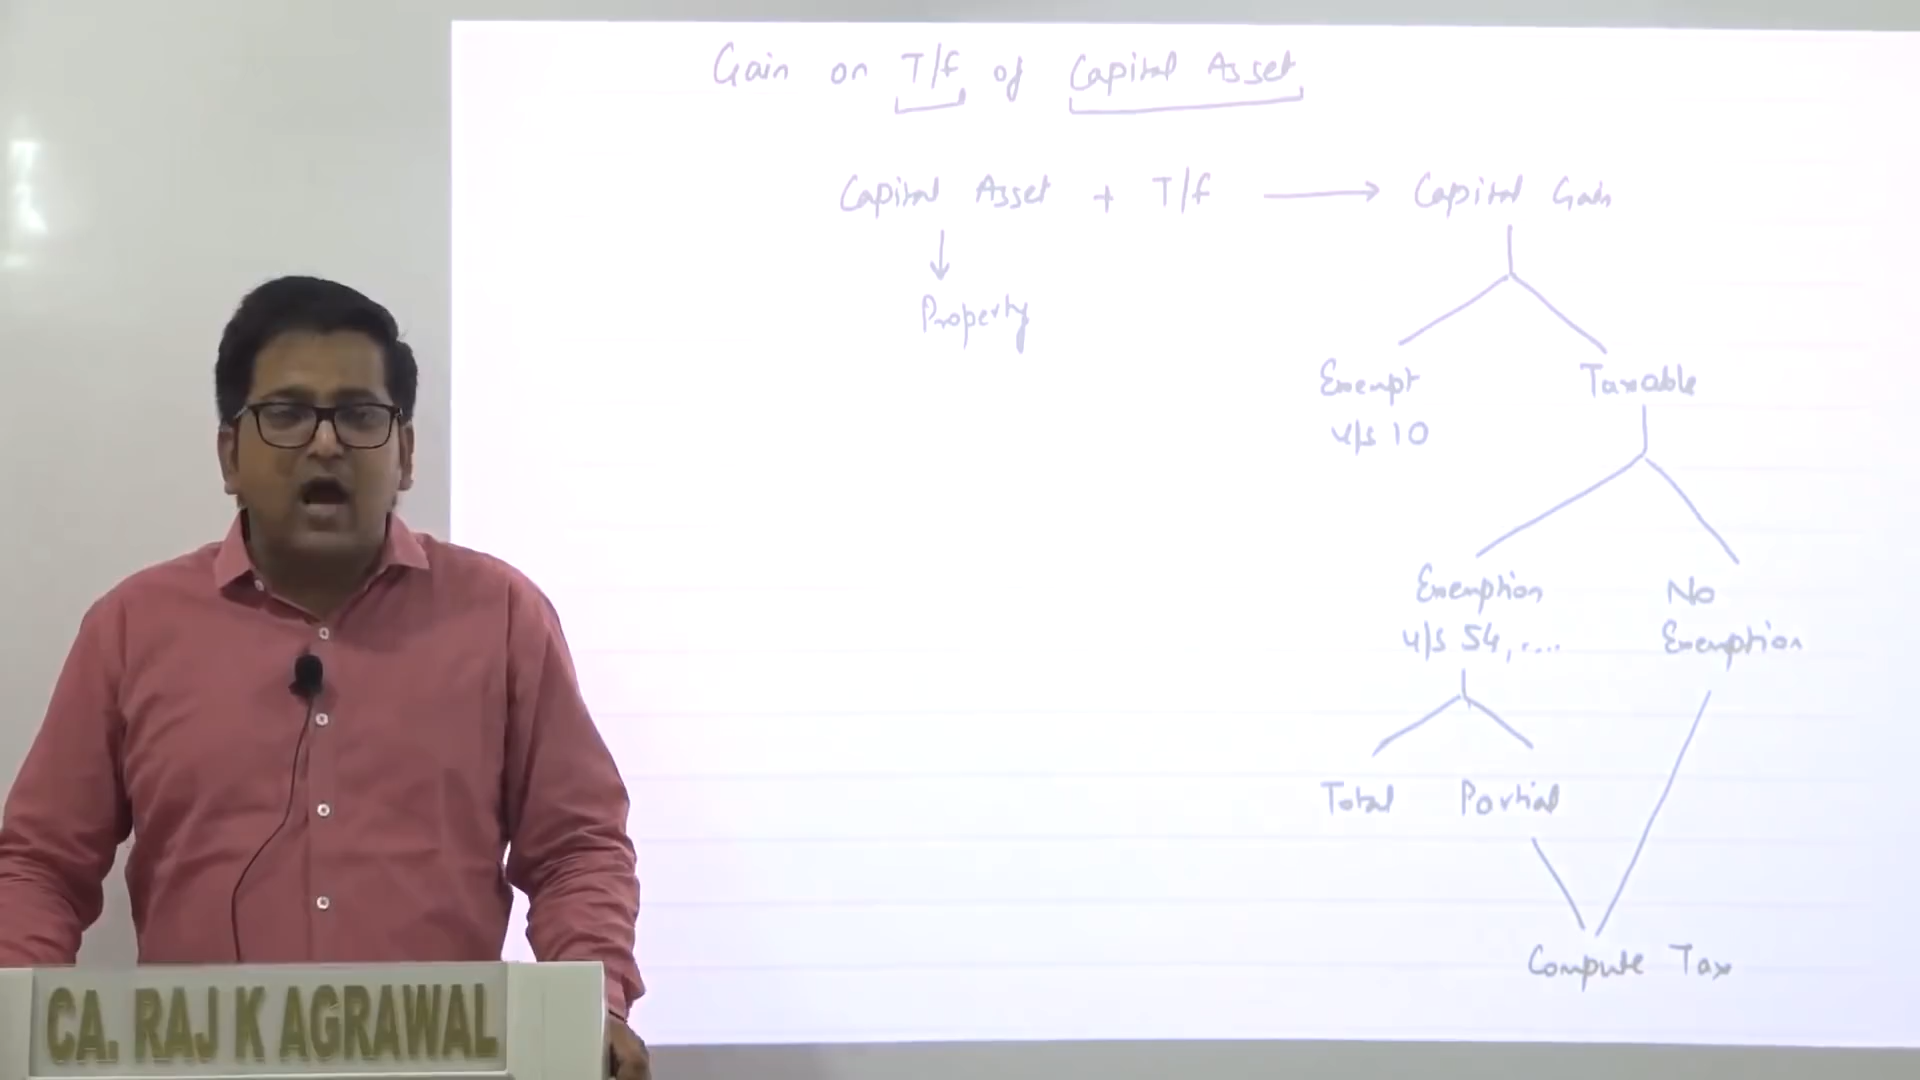 Gain on T/f of Capital Asset
Capital Asset + T/f → Capital Gain
Property
Exempt Taxable
u/s 10
Exemption No
u/s 54,.... Exemption
Total Partial
Compute Tax
CA. RAJ K AGRAWAL